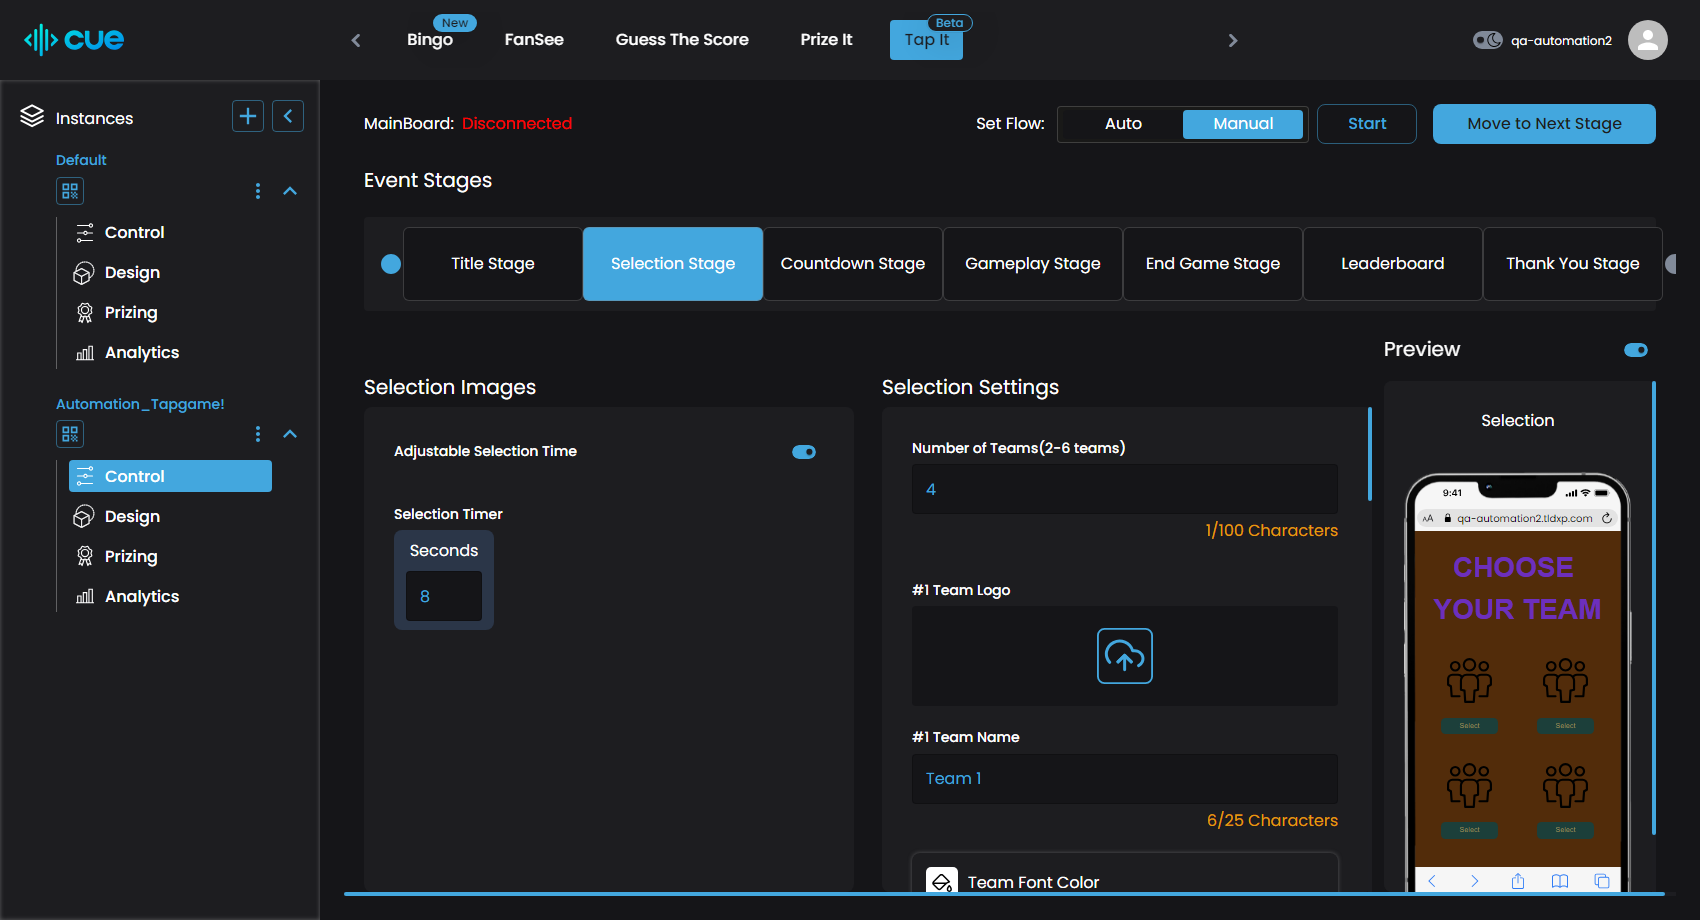 cue
New
Bingo
FanSee
Guess The Score
Prize It
Beta
Tap It
qa-automation2
Instances
Default
Control
Design
Prizing
Analytics
Automation_Tapgame!
Control
Design
Prizing
Analytics
MainBoard: Disconnected
Set Flow:
Auto
Manual
Start
Move to Next Stage
Event Stages
Title Stage
Selection Stage
Countdown Stage
Gameplay Stage
End Game Stage
Leaderboard
Thank You Stage
Selection Images
Adjustable Selection Time
Selection Timer
Seconds
8
Selection Settings
Number of Teams(2-6 teams)
4
1/100 Characters
#1 Team Logo
#1 Team Name
Team 1
6/25 Characters
Team Font Color
Preview
Selection
9:41
AA qa-automation2.tldxp.com
CHOOSE
YOUR TEAM
Select
Select
Select
Select